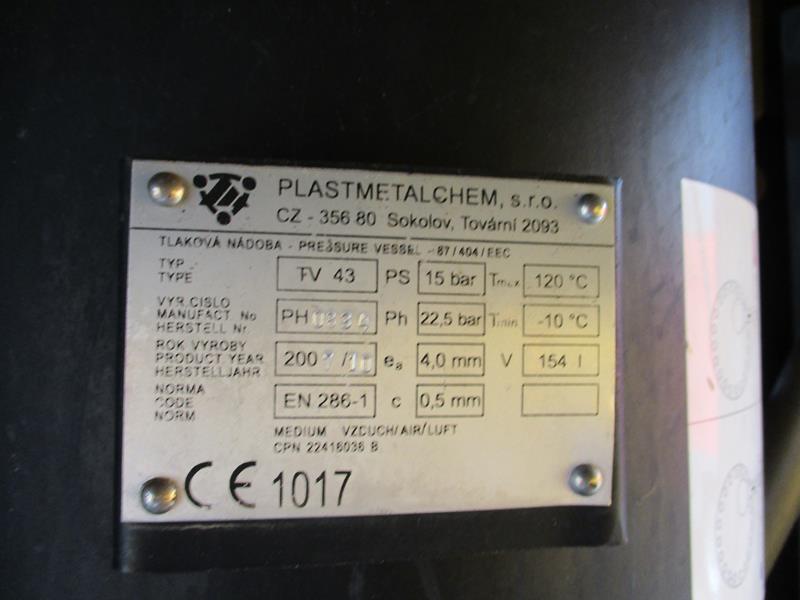 PLASTMETALCHEM, s.r.o.
CZ - 356 80 Sokolov, Tovární 2093
TLAKOVÁ NÁDOBA - PRESSURE VESSEL - 87/404/EEC
TYP
TYPE
TV 43 PS 15 bar Tmax 120 °C
VYR.CISLO
MANUFACT No
HERSTELL Nr.
Ph 22,5 bar Tmin -10 °C
ROK VYROBY
PRODUCT YEAR
HERSTELLJAHR
ea 4,0 mm V 154 l
NORMA
CODE
NORM
EN 286-1 c 0,5 mm
MEDIUM VZDUCH/AIR/LUFT
CPN 22416036 B
CE 1017